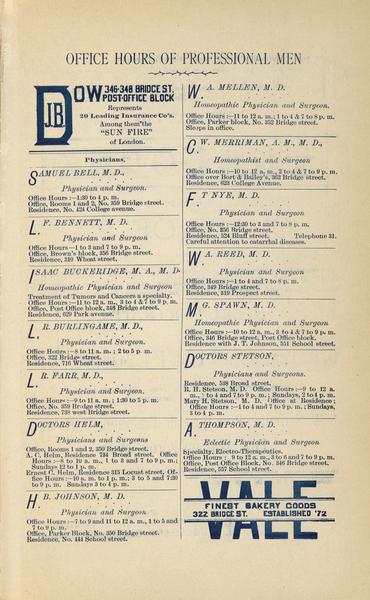 OFFICE HOURS OF PROFESSIONAL MEN
J.B. DOW 346-348 BRIDGE ST.
POST-OFFICE BLOCK
Represents
20 Leading Insurance Co's.
Among them the
"SUN FIRE"
of London.
Physicians.
SAMUEL BELL, M. D.,
Physician and Surgeon.
Office Hours:—1:30 to 4 p. m.
Office, Rooms 1 and 2, No. 359 Bridge street.
Residence, No. 424 College avenue.
L. F. BENNETT, M. D.
Physician and Surgeon
Office Hours:—1 to 3 and 7 to 9 p. m.
Office, Brown's block, 356 Bridge street.
Residence, 310 Wheat street.
ISAAC BUCKERIDGE, M. A., M. D.
Homeopathic Physician and Surgeon
Treatment of Tumors and Cancers a specialty.
Office Hours:—11 to 12 a. m., 3 to 4 & 7 to 9 p. m.
Office, Post Office block, 346 Bridge street.
Residence, 629 Park avenue.
L. R. BURLINGAME, M. D.,
Physician and Surgeon.
Office Hours:—8 to 11 a. m.; 2 to 5 p. m.
Office, 322 Bridge street.
Residence, 716 Wheat street.
L. R. FARR, M. D.,
Physician and Surgeon.
Office Hours:—9 to 11 a. m.; 1:30 to 5 p. m.
Office, No. 359 Bridge street.
Residence, 738 west Bridge street.
DOCTORS HELM,
Physicians and Surgeons
Office, Rooms 1 and 2, 350 Bridge street.
A. C. Helm, Residence 784 Broad street. Office
Hours:—8 to 10 a. m., 1 to 3 and 7 to 9 p. m.;
Sundays 12 to 1 p. m.
Ernest C. Helm, Residence 315 Locust street, Office
Hours:—10 a. m. to 1 p. m.; 3 to 5 and 7:30
to 9 p. m. Sundays 3 to 4 p. m.
H. B. JOHNSON, M. D.
Physician and Surgeon
Office Hours:—7 to 9 and 11 to 12 a. m., 1 to 5 and
7 to 9 p. m.
Office, Parker Block, No. 350 Bridge street.
Residence, No. 444 School street.
W. A. MELLEN, M. D.
Homeopathic Physician and Surgeon.
Office Hours:—11 to 12 a. m.; 1 to 4 & 7 to 8 p. m.
Office, Parker block, No. 352 Bridge street.
Sleeps in office.
C. W. MERRIMAN, A. M., M. D.,
Homeopathist and Surgeon
Office Hours:—10 to 12 a. m., 2 to 4 & 7 to 9 p. m.
Office over Bort & Bailey's, 362 Bridge street.
Residence, 623 College Avenue.
F. T NYE, M. D.
Physician and Surgeon
Office Hours:—12:30 to 3 and 7 to 8 p. m.
Office, No. 356 Bridge street.
Residence, 524 Bluff street. Telephone 31.
Careful attention to catarrhal diseases.
W. A. REED, M. D.
Physician and Surgeon
Office Hours:—1 to 4 and 7 to 8 p. m.
Office, 349 Bridge street.
Residence, 819 Prospect street.
M. G. SPAWN, M. D.
Homeopathic Physician and Surgeon
Office Hours:—10 to 12 a. m., 3 to 4 & 7 to 9 p. m.
Office, 346 Bridge street, Post Office block.
Residence with J. T. Johnson, 551 School street.
DOCTORS STETSON,
Physicians and Surgeons.
Residence, 538 Broad street.
R. H. Stetson, M. D. Office Hours:—9 to 12 a.
m., 1 to 4 and 7 to 9 p. m.; Sundays, 2 to 4 p. m.
Mary H. Stetson, M. D. Office at Residence
Office Hours:—1 to 4 and 7 to 9 p. m.; Sundays,
3 to 4 p. m.
A. THOMPSON, M. D.
Eclectic Physician and Surgeon
Specialty, Electro-Therapeutics.
Office Hours: 9 to 12 a. m., 3 to 6 and 7 to 9 p. m.
Office, Post Office Block, No. 346 Bridge street.
Residence, 557 School street.
VALE
FINEST BAKERY GOODS
322 BRIDGE ST. ESTABLISHED '72
VALE